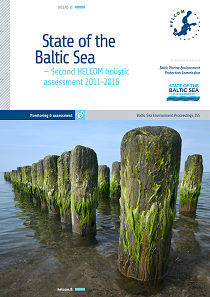 HELCOM
State of the
Baltic Sea
– Second HELCOM holistic
assessment 2011-2016
Baltic Marine Environment
Protection Commission
STATE OF THE
BALTIC SEA
Monitoring & assessment
Baltic Sea Environment Proceedings 155
helcom.fi